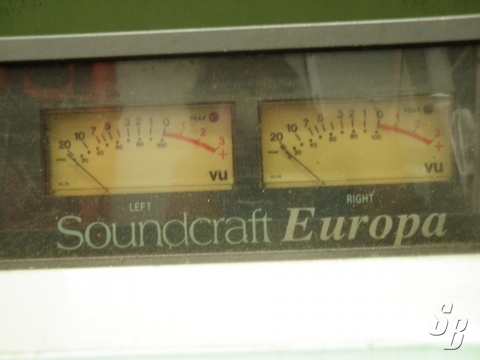 PEAK PEAK
20 10 7 5 3 2 1 0 1 2 3 + 20 10 7 5 3 2 1 0 1 2 3 +
vu vu
LEFT RIGHT
Soundcraft Europa
SB